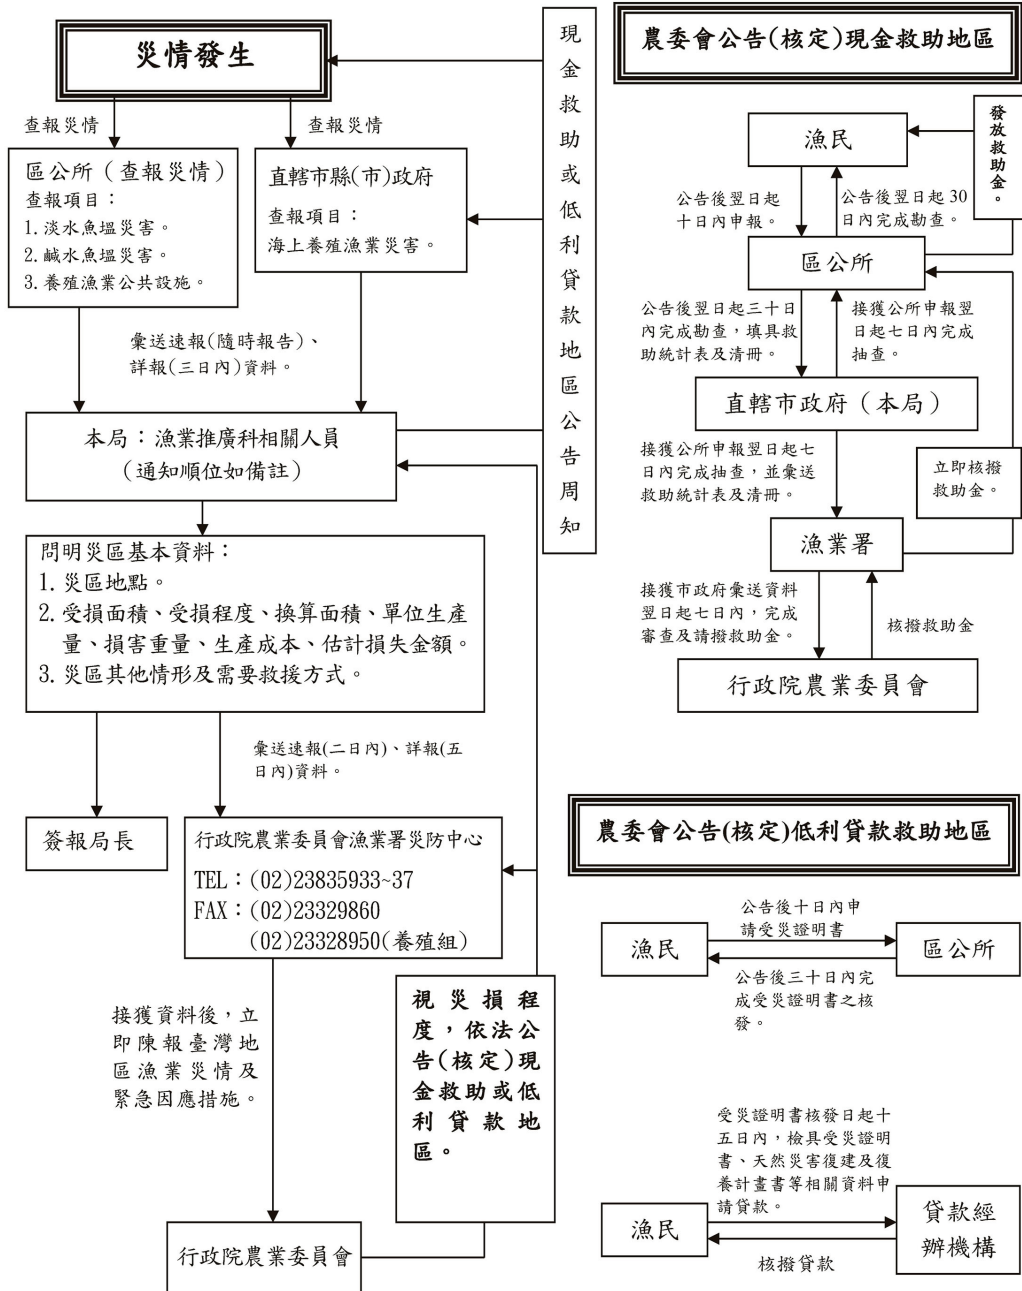 災情發生
查報災情
查報災情
區公所（查報災情）
查報項目：
1.淡水魚塭災害。
2.鹹水魚塭災害。
3.養殖漁業公共設施。
直轄市縣(市)政府
查報項目：
海上養殖漁業災害。
彙送速報(隨時報告)、
詳報(三日內)資料。
本局：漁業推廣科相關人員
（通知順位如備註）
問明災區基本資料：
1.災區地點。
2.受損面積、受損程度、換算面積、單位生產
量、損害重量、生產成本、估計損失金額。
3.災區其他情形及需要救援方式。
彙送速報(二日內)、詳報(五
日內)資料。
簽報局長
行政院農業委員會漁業署災防中心
TEL：(02)23835933~37
FAX：(02)23329860
(02)23328950(養殖組)
接獲資料後，立
即陳報臺灣地
區漁業災情及
緊急因應措施。
視災損程
度，依法公
告(核定)現
金救助或低
利貸款地
區。
行政院農業委員會
現金救助或低利貸款地區公告周知
農委會公告(核定)現金救助地區
漁民
發放救助金。
公告後翌日起
十日內申報。
公告後翌日起 30
日內完成勘查。
區公所
公告後翌日起三十日
內完成勘查，填具救
助統計表及清冊。
接獲公所申報翌
日起七日內完成
抽查。
直轄市政府（本局）
接獲公所申報翌日起七
日內完成抽查，並彙送
救助統計表及清冊。
立即核撥
救助金。
漁業署
接獲市政府彙送資料
翌日起七日內，完成
審查及請撥救助金。
核撥救助金
行政院農業委員會
農委會公告(核定)低利貸款救助地區
公告後十日內申
請受災證明書
漁民
區公所
公告後三十日內完
成受災證明書之核
發。
受災證明書核發日起十
五日內，檢具受災證明
書、天然災害復建及復
養計畫書等相關資料申
請貸款。
漁民
貸款經
辦機構
核撥貸款